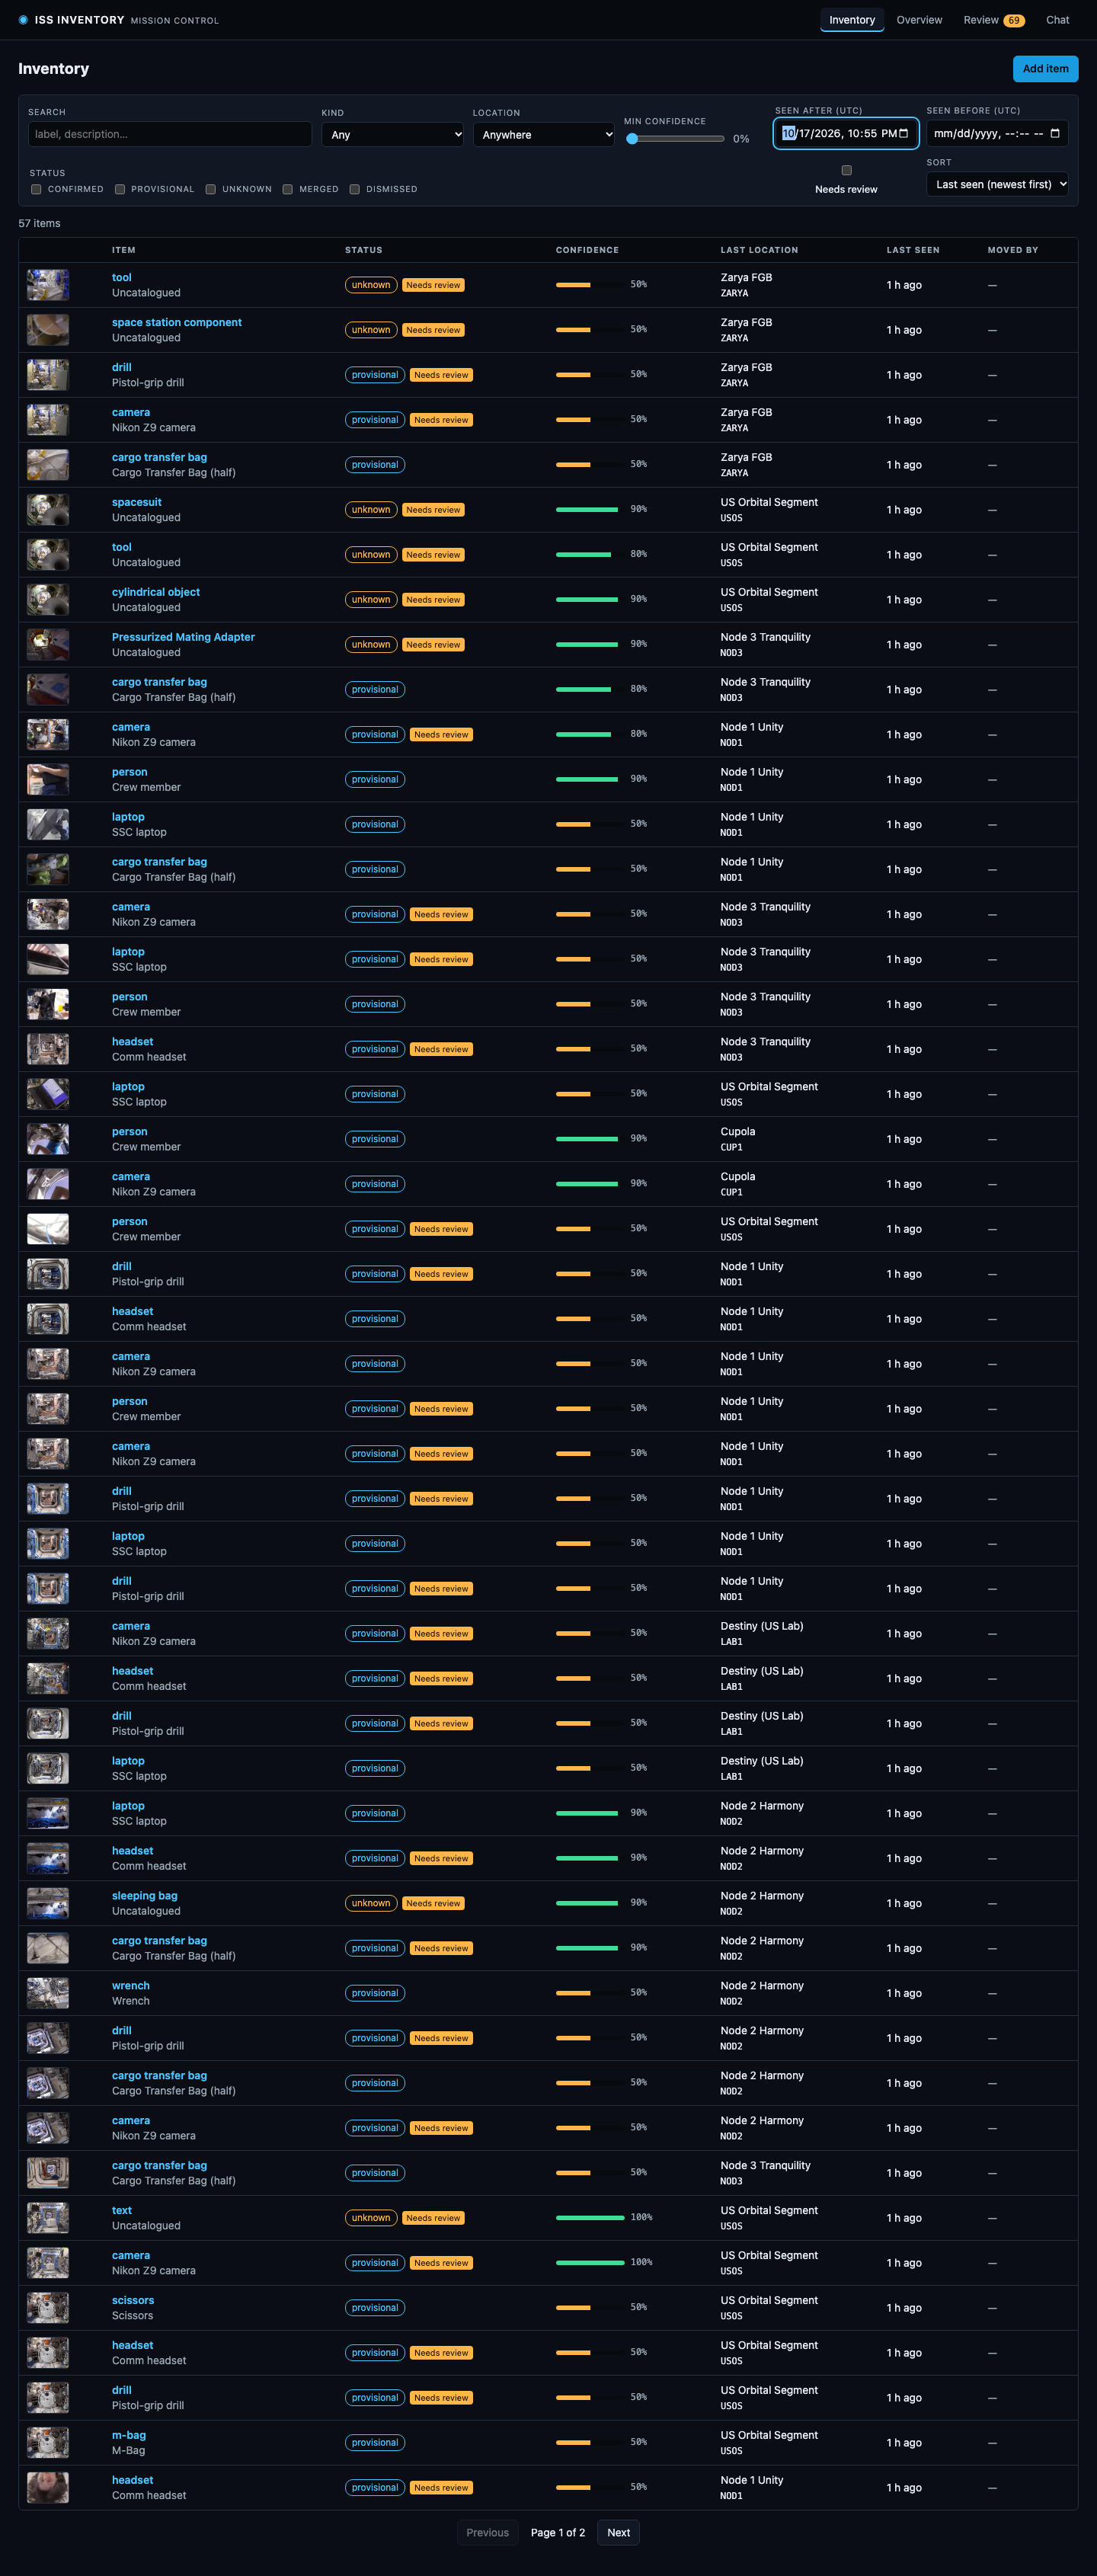 ISS INVENTORY MISSION CONTROL
Inventory Overview Review 69 Chat
Inventory
Add item
SEARCH KIND LOCATION MIN CONFIDENCE SEEN AFTER (UTC) SEEN BEFORE (UTC)
label, description... Any Anywhere 0% 10/17/2026, 10:55 PM mm/dd/yyyy, --:-- --
STATUS SORT
CONFIRMED PROVISIONAL UNKNOWN MERGED DISMISSED Needs review Last seen (newest first)
57 items
ITEM STATUS CONFIDENCE LAST LOCATION LAST SEEN MOVED BY
tool unknown Needs review 50% Zarya FGB 1 h ago —
Uncatalogued ZARYA
space station component unknown Needs review 50% Zarya FGB 1 h ago —
Uncatalogued ZARYA
drill provisional Needs review 50% Zarya FGB 1 h ago —
Pistol-grip drill ZARYA
camera provisional Needs review 50% Zarya FGB 1 h ago —
Nikon Z9 camera ZARYA
cargo transfer bag provisional 50% Zarya FGB 1 h ago —
Cargo Transfer Bag (half) ZARYA
spacesuit unknown Needs review 90% US Orbital Segment 1 h ago —
Uncatalogued USOS
tool unknown Needs review 80% US Orbital Segment 1 h ago —
Uncatalogued USOS
cylindrical object unknown Needs review 90% US Orbital Segment 1 h ago —
Uncatalogued USOS
Pressurized Mating Adapter unknown Needs review 90% Node 3 Tranquility 1 h ago —
Uncatalogued NOD3
cargo transfer bag provisional 80% Node 3 Tranquility 1 h ago —
Cargo Transfer Bag (half) NOD3
camera provisional Needs review 80% Node 1 Unity 1 h ago —
Nikon Z9 camera NOD1
person provisional 90% Node 1 Unity 1 h ago —
Crew member NOD1
laptop provisional 50% Node 1 Unity 1 h ago —
SSC laptop NOD1
cargo transfer bag provisional 50% Node 1 Unity 1 h ago —
Cargo Transfer Bag (half) NOD1
camera provisional Needs review 50% Node 3 Tranquility 1 h ago —
Nikon Z9 camera NOD3
laptop provisional Needs review 50% Node 3 Tranquility 1 h ago —
SSC laptop NOD3
person provisional 50% Node 3 Tranquility 1 h ago —
Crew member NOD3
headset provisional Needs review 50% Node 3 Tranquility 1 h ago —
Comm headset NOD3
laptop provisional 50% US Orbital Segment 1 h ago —
SSC laptop USOS
person provisional 90% Cupola 1 h ago —
Crew member CUP1
camera provisional 90% Cupola 1 h ago —
Nikon Z9 camera CUP1
person provisional Needs review 50% US Orbital Segment 1 h ago —
Crew member USOS
drill provisional Needs review 50% Node 1 Unity 1 h ago —
Pistol-grip drill NOD1
headset provisional 50% Node 1 Unity 1 h ago —
Comm headset NOD1
camera provisional 50% Node 1 Unity 1 h ago —
Nikon Z9 camera NOD1
person provisional Needs review 50% Node 1 Unity 1 h ago —
Crew member NOD1
camera provisional Needs review 50% Node 1 Unity 1 h ago —
Nikon Z9 camera NOD1
drill provisional Needs review 50% Node 1 Unity 1 h ago —
Pistol-grip drill NOD1
laptop provisional 50% Node 1 Unity 1 h ago —
SSC laptop NOD1
drill provisional Needs review 50% Node 1 Unity 1 h ago —
Pistol-grip drill NOD1
camera provisional Needs review 50% Destiny (US Lab) 1 h ago —
Nikon Z9 camera LAB1
headset provisional Needs review 50% Destiny (US Lab) 1 h ago —
Comm headset LAB1
drill provisional Needs review 50% Destiny (US Lab) 1 h ago —
Pistol-grip drill LAB1
laptop provisional 50% Destiny (US Lab) 1 h ago —
SSC laptop LAB1
laptop provisional 90% Node 2 Harmony 1 h ago —
SSC laptop NOD2
headset provisional Needs review 90% Node 2 Harmony 1 h ago —
Comm headset NOD2
sleeping bag unknown Needs review 90% Node 2 Harmony 1 h ago —
Uncatalogued NOD2
cargo transfer bag provisional Needs review 90% Node 2 Harmony 1 h ago —
Cargo Transfer Bag (half) NOD2
wrench provisional 50% Node 2 Harmony 1 h ago —
Wrench NOD2
drill provisional Needs review 50% Node 2 Harmony 1 h ago —
Pistol-grip drill NOD2
cargo transfer bag provisional 50% Node 2 Harmony 1 h ago —
Cargo Transfer Bag (half) NOD2
camera provisional Needs review 50% Node 2 Harmony 1 h ago —
Nikon Z9 camera NOD2
cargo transfer bag provisional 50% Node 3 Tranquility 1 h ago —
Cargo Transfer Bag (half) NOD3
text unknown Needs review 100% US Orbital Segment 1 h ago —
Uncatalogued USOS
camera provisional Needs review 100% US Orbital Segment 1 h ago —
Nikon Z9 camera USOS
scissors provisional 50% US Orbital Segment 1 h ago —
Scissors USOS
headset provisional Needs review 50% US Orbital Segment 1 h ago —
Comm headset USOS
drill provisional Needs review 50% US Orbital Segment 1 h ago —
Pistol-grip drill USOS
m-bag provisional 50% US Orbital Segment 1 h ago —
M-Bag USOS
headset provisional Needs review 50% Node 1 Unity 1 h ago —
Comm headset NOD1
Previous Page 1 of 2 Next